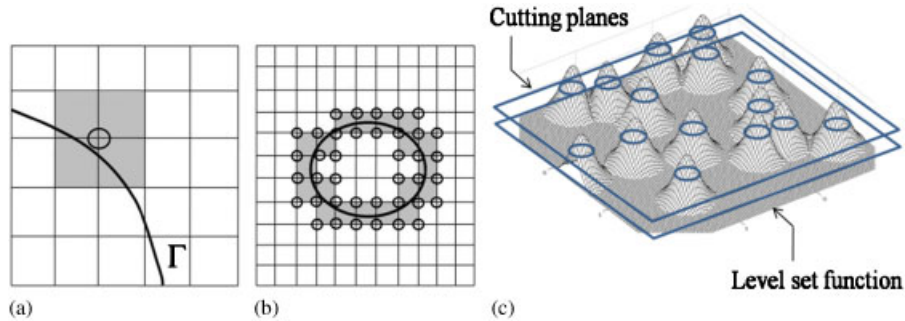 Cutting planes
Γ
Level set function
(a)
(b)
(c)